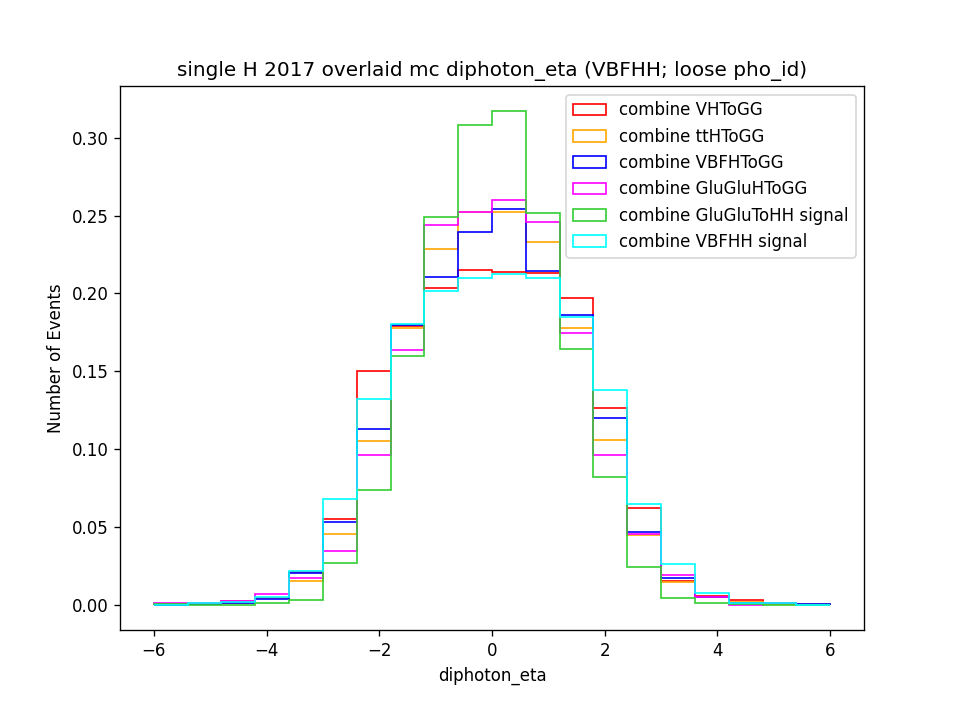 single H 2017 overlaid mc diphoton_eta (VBFHH; loose pho_id)
combine VHToGG
combine ttHToGG
combine VBFHToGG
combine GluGluHToGG
combine GluGluToHH signal
combine VBFHH signal
Number of Events
0.30
0.25
0.20
0.15
0.10
0.05
0.00
−6
−4
−2
0
2
4
6
diphoton_eta